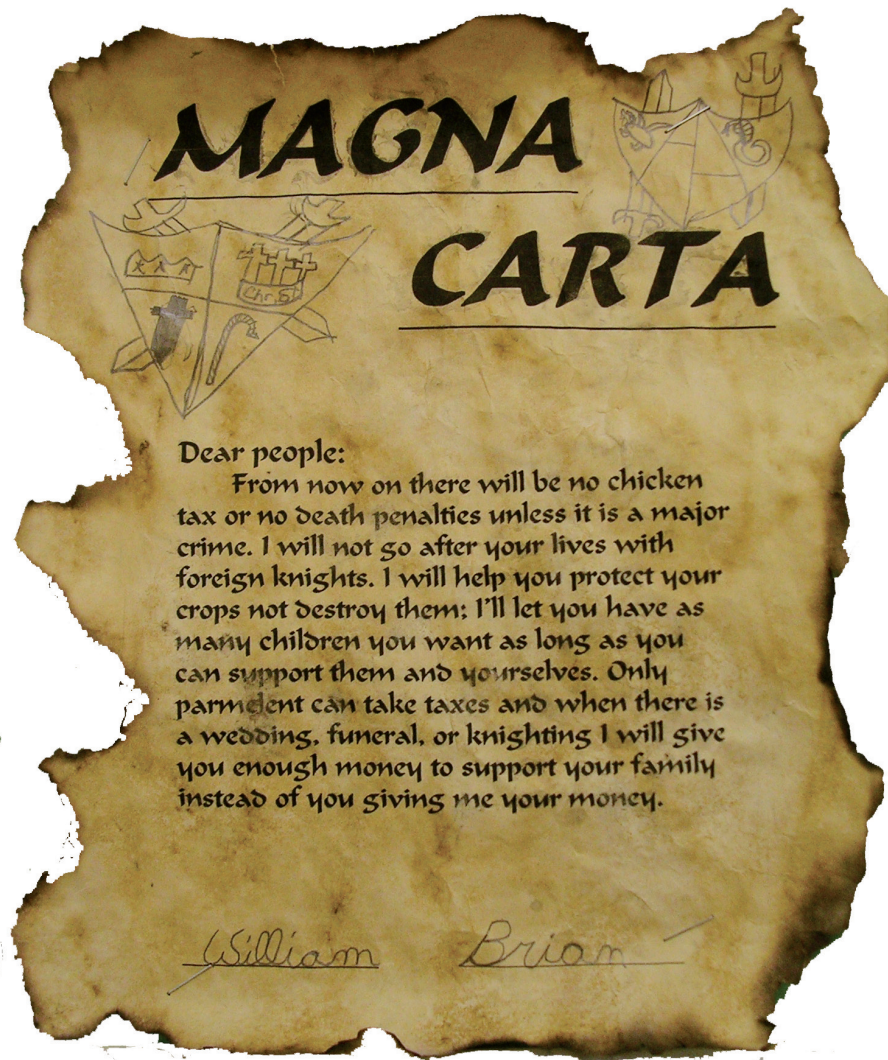 MAGNA
CARTA
Dear people:
From now on there will be no chicken
tax or no death penalties unless it is a major
crime. I will not go after your lives with
foreign knights. I will help you protect your
crops not destroy them; I'll let you have as
many children you want as long as you
can support them and yourselves. Only
parmelent can take taxes and when there is
a wedding, funeral, or knighting I will give
you enough money to support your family
instead of you giving me your money.
William Brian